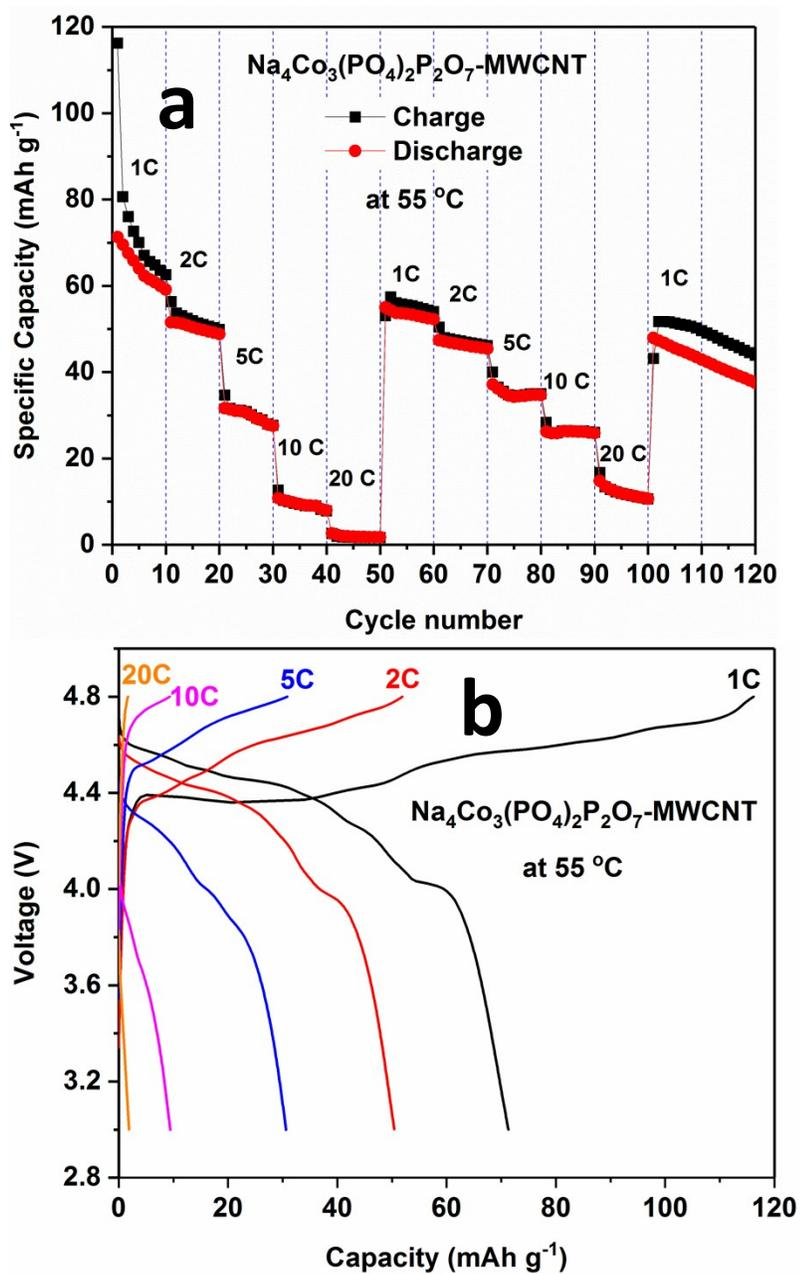 a
Na4Co3(PO4)2P2O7-MWCNT
Charge
Discharge
at 55 °C
1C
2C
5C
10 C
20 C
1C
2C
5C
10 C
20 C
1C
120
100
80
60
40
20
0
Specific Capacity (mAh g-1)
0 10 20 30 40 50 60 70 80 90 100 110 120
Cycle number
b
20C
10C
5C
2C
1C
Na4Co3(PO4)2P2O7-MWCNT
at 55 °C
4.8
4.4
4.0
3.6
3.2
2.8
Voltage (V)
0 20 40 60 80 100 120
Capacity (mAh g-1)